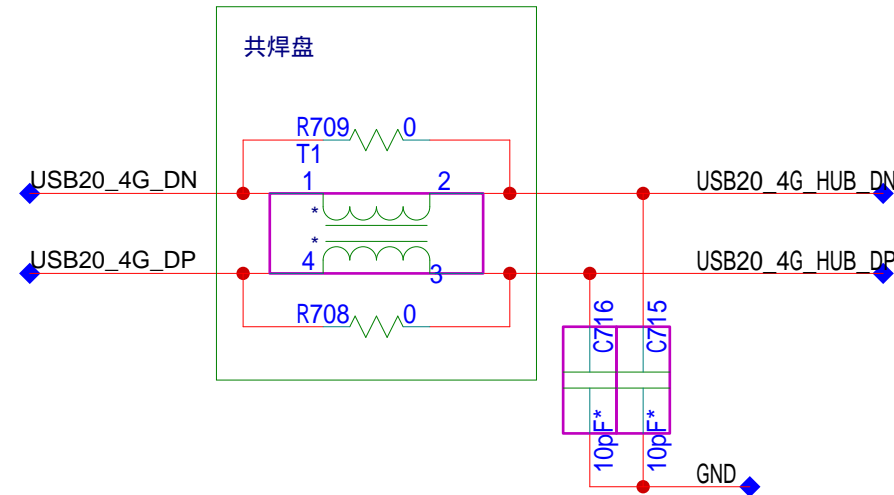 共焊盘
R709 0
T1
1 2
USB20_4G_DN
USB20_4G_HUB_DN
*
*
USB20_4G_DP
4 3
USB20_4G_HUB_DP
R708 0
C716
C715
10pF*
10pF*
GND